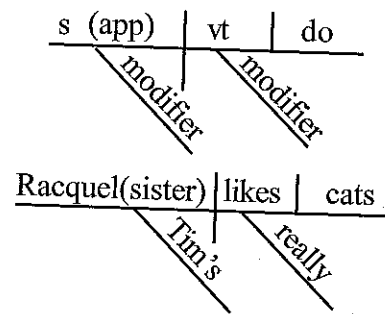 s (app) vt do
modifier modifier
Racquel(sister) likes cats
Tim's really